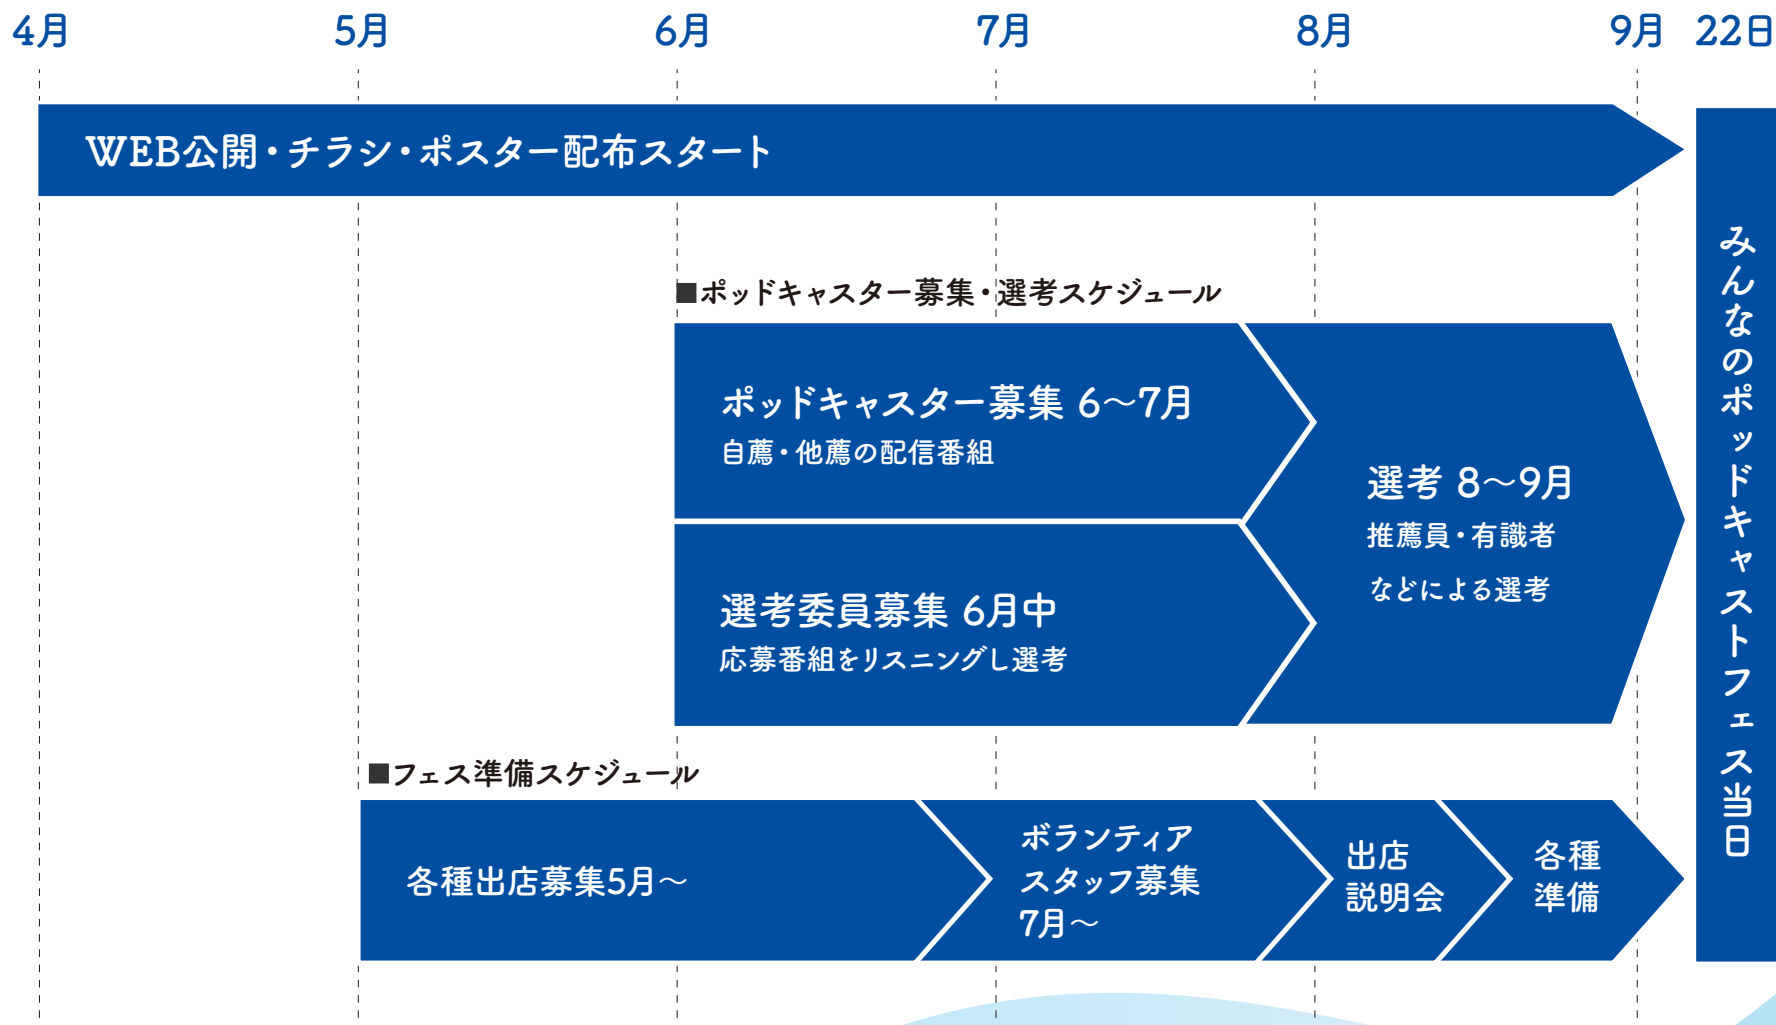 4月 5月 6月 7月 8月 9月 22日
WEB公開・チラシ・ポスター配布スタート
■ポッドキャスター募集・選考スケジュール
ポッドキャスター募集 6〜7月
自薦・他薦の配信番組
選考委員募集 6月中
応募番組をリスニングし選考
選考 8〜9月
推薦員・有識者
などによる選考
■フェス準備スケジュール
各種出店募集5月〜
ボランティア
スタッフ募集
7月〜
出店
説明会
各種
準備
みんなのポッドキャストフェス当日